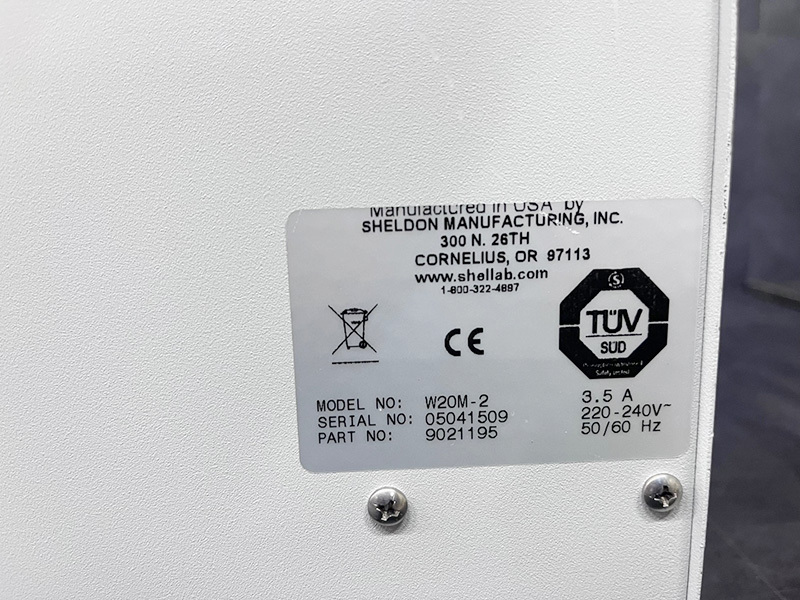 Manufactured in USA by
SHELDON MANUFACTURING, INC.
300 N. 26TH
CORNELIUS, OR 97113
www.shellab.com
1-800-322-4897
CE
S
TÜV
SÜD
MODEL NO: W20M-2
SERIAL NO: 05041509
PART NO: 9021195
3.5 A
220-240V~
50/60 Hz